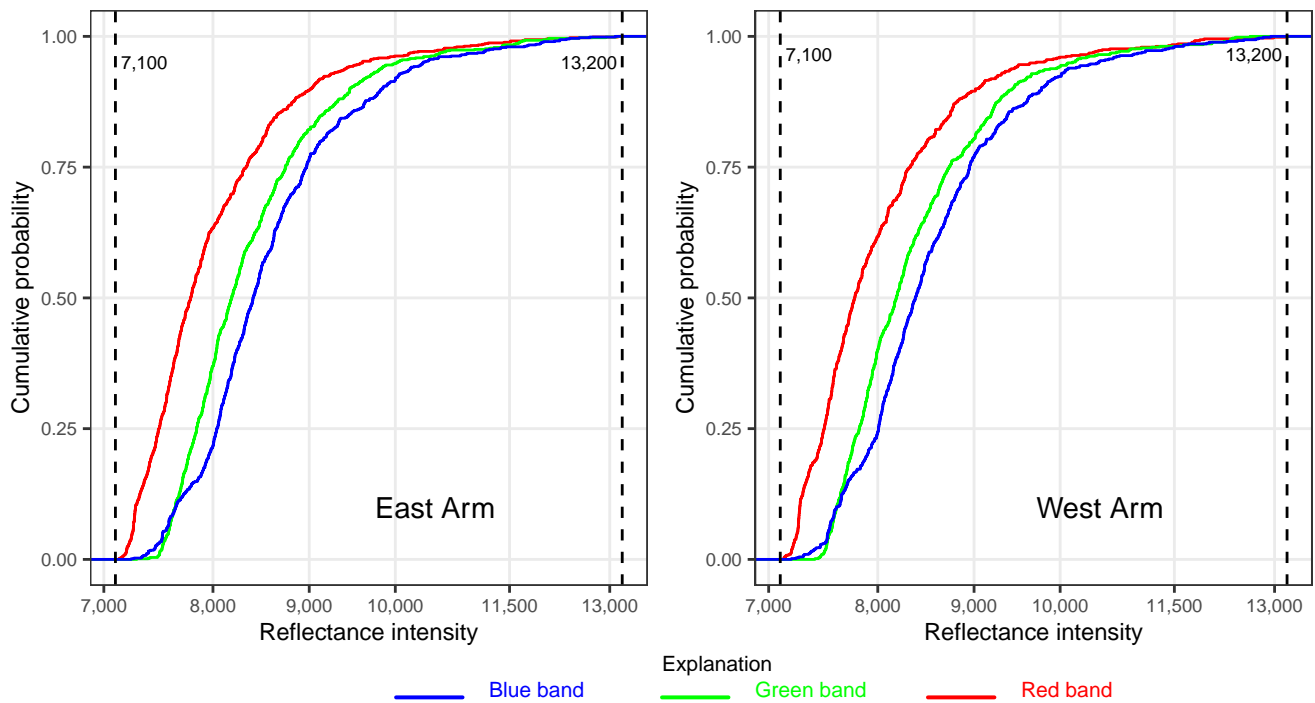 1.00
0.75
0.50
0.25
0.00
Cumulative probability
7,100
13,200
East Arm
7,000 8,000 9,000 10,000 11,500 13,000
Reflectance intensity
1.00
0.75
0.50
0.25
0.00
Cumulative probability
7,100
13,200
West Arm
7,000 8,000 9,000 10,000 11,500 13,000
Reflectance intensity
Explanation
Blue band Green band Red band